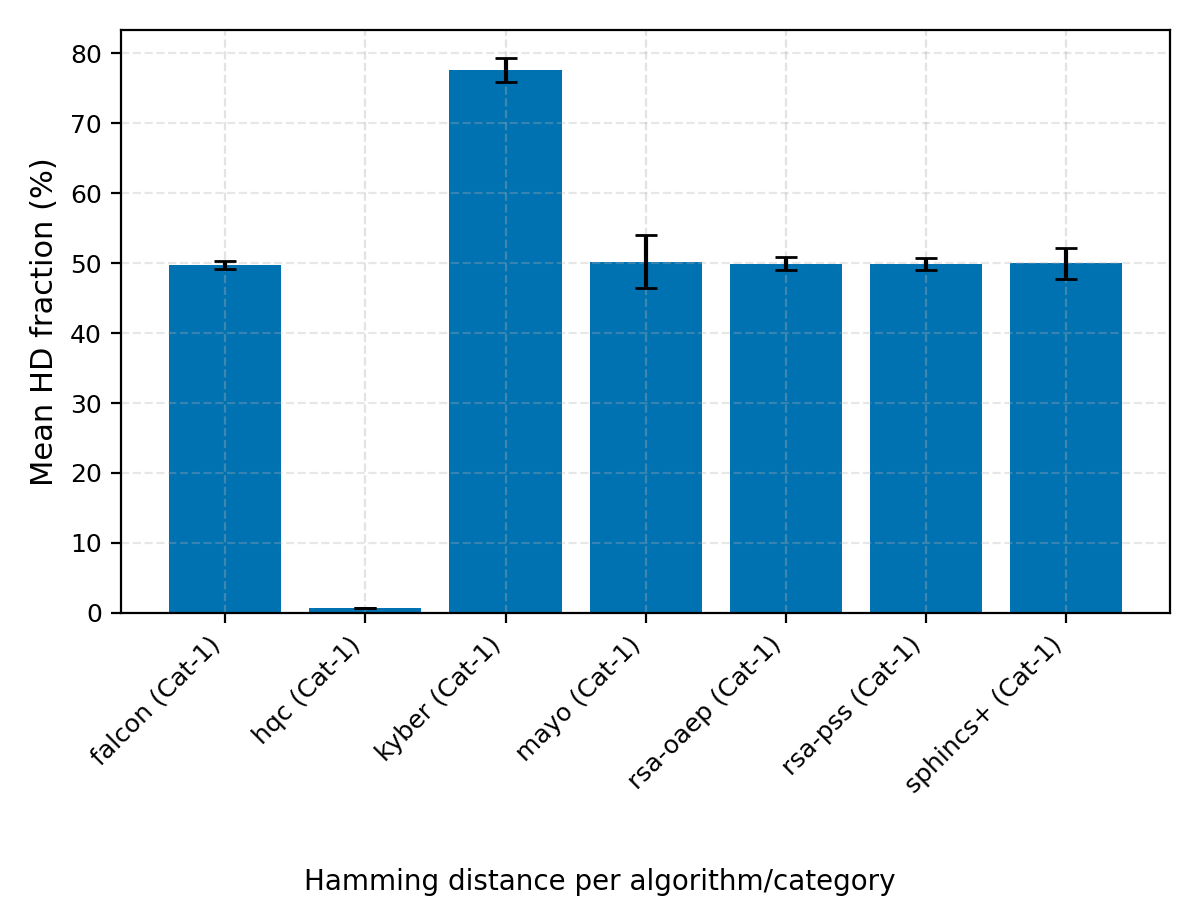 Mean HD fraction (%)
80
70
60
50
40
30
20
10
0
falcon (Cat-1)
hqc (Cat-1)
kyber (Cat-1)
mayo (Cat-1)
rsa-oaep (Cat-1)
rsa-pss (Cat-1)
sphincs+ (Cat-1)
Hamming distance per algorithm/category